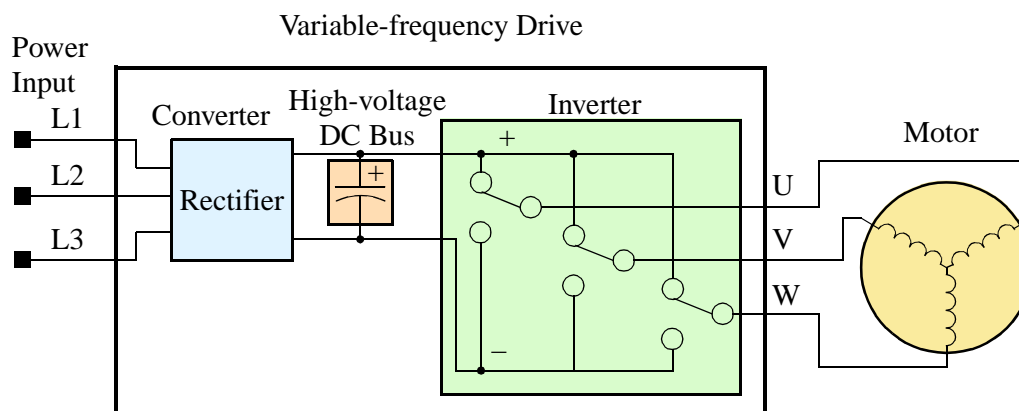 Variable-frequency Drive
Power
Input
L1
L2
L3
Converter
Rectifier
High-voltage
DC Bus
+
Inverter
+
–
U
V
W
Motor